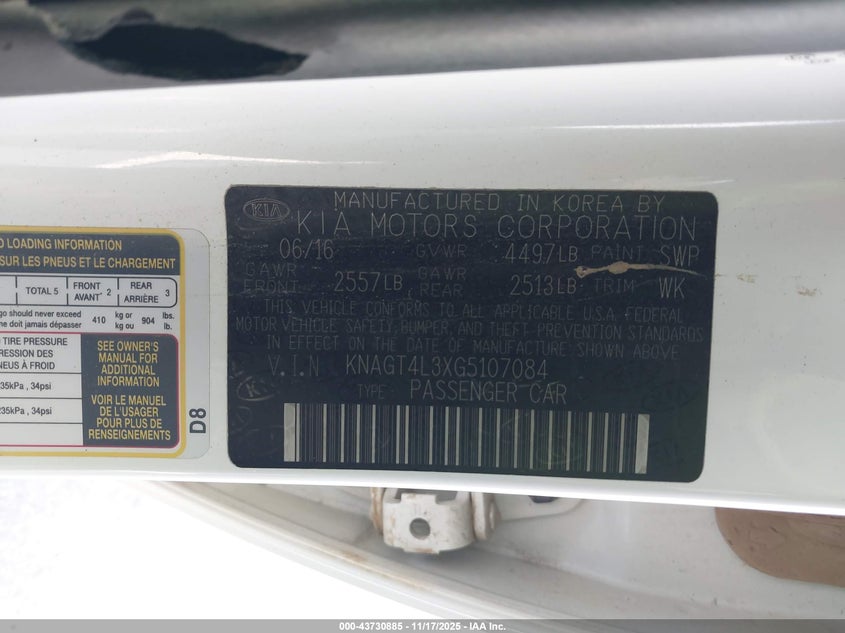 D LOADING INFORMATION
SUR LES PNEUS ET LE CHARGEMENT
TOTAL 5
FRONT AVANT 2
REAR ARRIÈRE 3
go should never exceed 410 kg or 904 lbs.
ne doit jamais dépasser kg ou lb.
TIRE PRESSURE
RESSION DES
NEUS À FROID
35kPa , 34psi
235kPa , 34psi
SEE OWNER'S
MANUAL FOR
ADDITIONAL
INFORMATION
VOIR LE MANUEL
DE L'USAGER
POUR PLUS DE
RENSEIGNEMENTS
D8
KIA
MANUFACTURED IN KOREA BY
KIA MOTORS CORPORATION
06/16 GVWR 4497LB PAINT SWP
GAWR FRONT 2557LB GAWR REAR 2513LB TRIM WK
THIS VEHICLE CONFORMS TO ALL APPLICABLE U.S.A. FEDERAL
MOTOR VEHICLE SAFETY, BUMPER, AND THEFT PREVENTION STANDARDS
IN EFFECT ON THE DATE OF MANUFACTURE SHOWN ABOVE
V.I.N KNAGT4L3XG5107084
TYPE: PASSENGER CAR
000-43730885 — 11/17/2025 — IAA Inc.